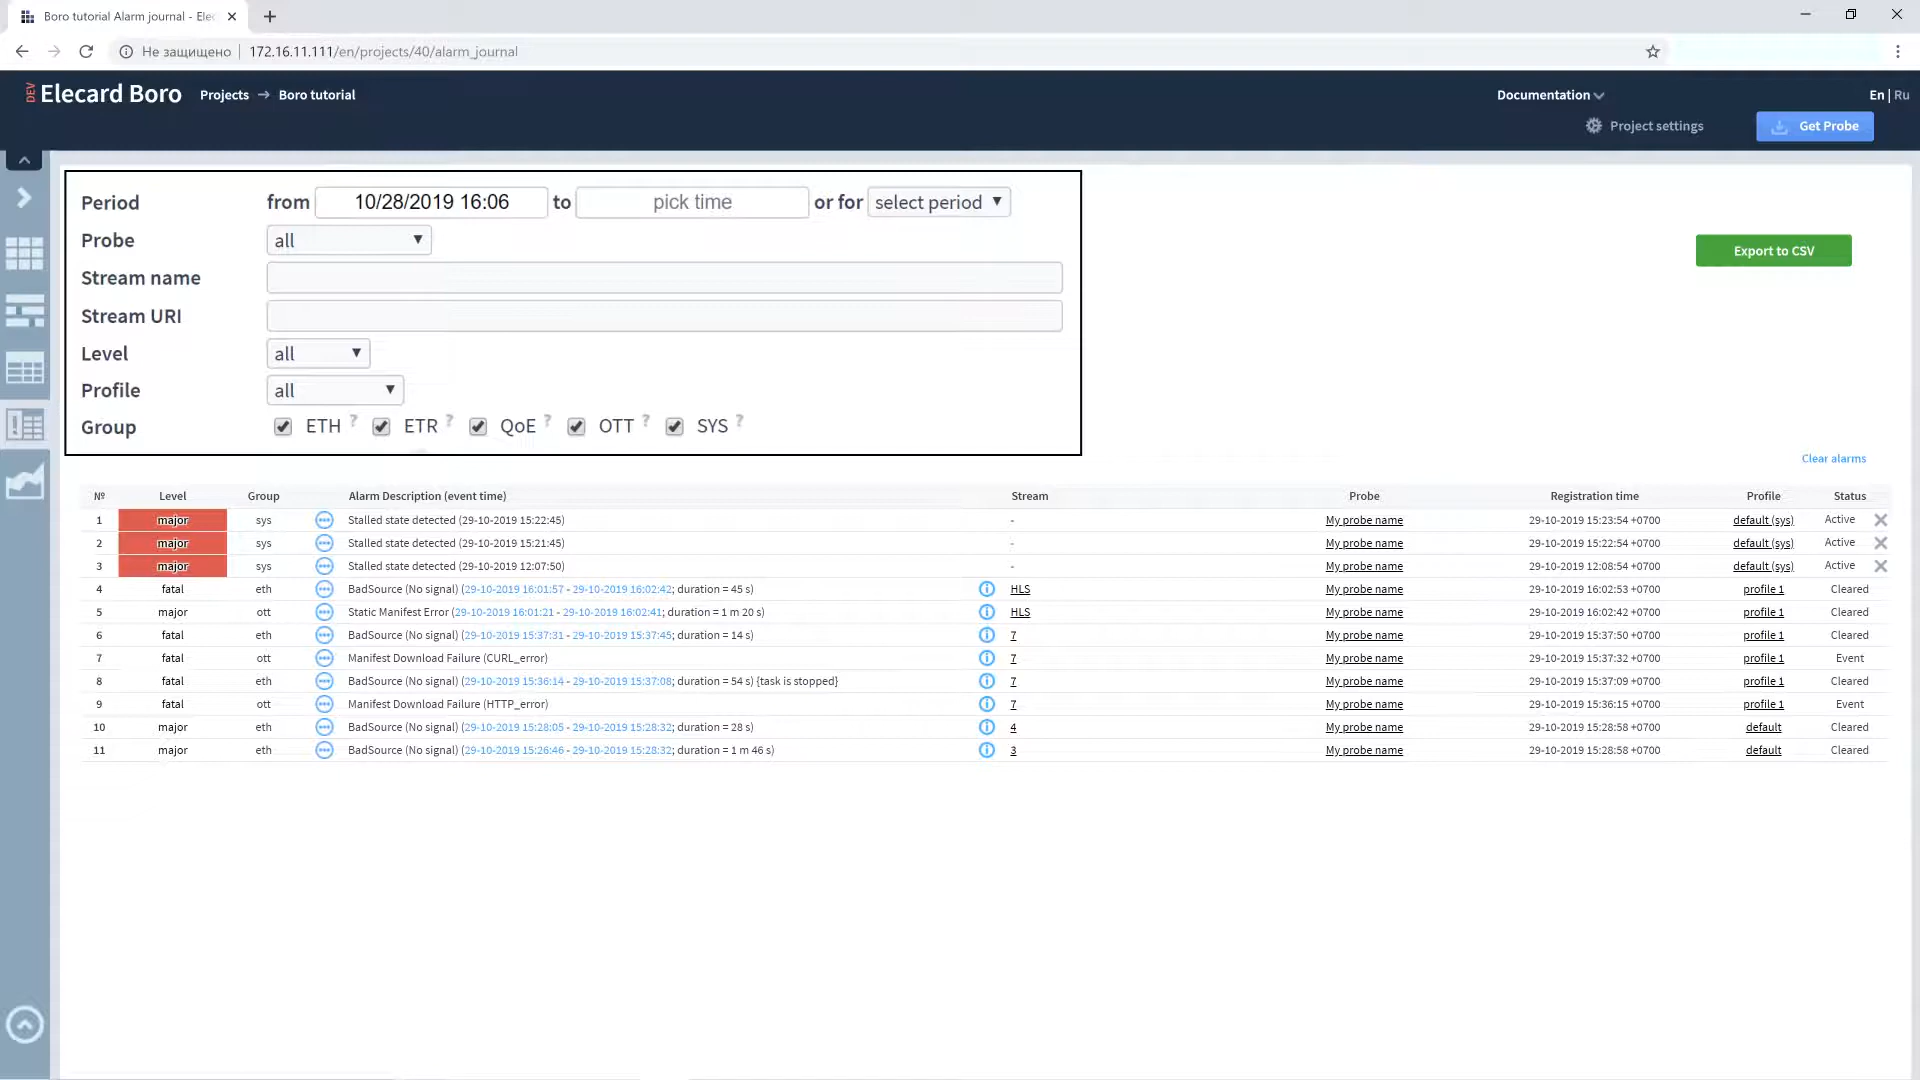 Boro tutorial Alarm journal - Elec
Не защищено | 172.16.11.111/en/projects/40/alarm_journal
DEV Elecard Boro Projects → Boro tutorial Documentation En | Ru
Project settings Get Probe
Period from 10/28/2019 16:06 to pick time or for select period
Probe all
Export to CSV
Stream name
Stream URI
Level all
Profile all
Group ETH ? ETR ? QoE ? OTT ? SYS ?
Clear alarms
№ Level Group Alarm Description (event time) Stream Probe Registration time Profile Status
1 major sys Stalled state detected (29-10-2019 15:22:45) - My probe name 29-10-2019 15:23:54 +0700 default (sys) Active
2 major sys Stalled state detected (29-10-2019 15:21:45) - My probe name 29-10-2019 15:22:54 +0700 default (sys) Active
3 major sys Stalled state detected (29-10-2019 12:07:50) - My probe name 29-10-2019 12:08:54 +0700 default (sys) Active
4 fatal eth BadSource (No signal) (29-10-2019 16:01:57 - 29-10-2019 16:02:42; duration = 45 s) HLS My probe name 29-10-2019 16:02:53 +0700 profile 1 Cleared
5 major ott Static Manifest Error (29-10-2019 16:01:21 - 29-10-2019 16:02:41; duration = 1 m 20 s) HLS My probe name 29-10-2019 16:02:42 +0700 profile 1 Cleared
6 fatal eth BadSource (No signal) (29-10-2019 15:37:31 - 29-10-2019 15:37:45; duration = 14 s) 7 My probe name 29-10-2019 15:37:50 +0700 profile 1 Cleared
7 fatal ott Manifest Download Failure (CURL_error) 7 My probe name 29-10-2019 15:37:32 +0700 profile 1 Event
8 fatal eth BadSource (No signal) (29-10-2019 15:36:14 - 29-10-2019 15:37:08; duration = 54 s) {task is stopped} 7 My probe name 29-10-2019 15:37:09 +0700 profile 1 Cleared
9 fatal ott Manifest Download Failure (HTTP_error) 7 My probe name 29-10-2019 15:36:15 +0700 profile 1 Event
10 major eth BadSource (No signal) (29-10-2019 15:28:05 - 29-10-2019 15:28:32; duration = 28 s) 4 My probe name 29-10-2019 15:28:58 +0700 default Cleared
11 major eth BadSource (No signal) (29-10-2019 15:26:46 - 29-10-2019 15:28:32; duration = 1 m 46 s) 3 My probe name 29-10-2019 15:28:58 +0700 default Cleared